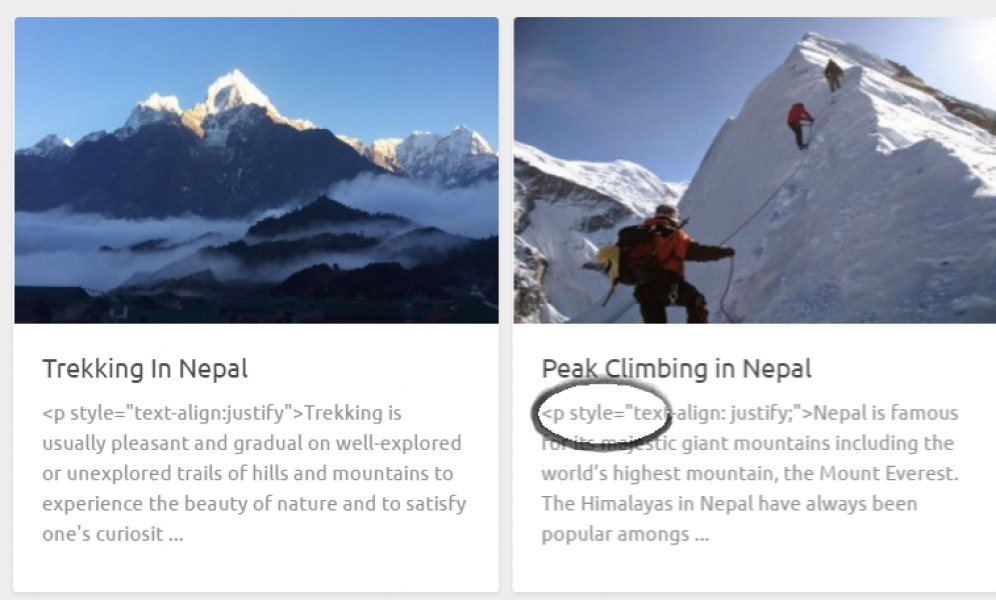 Trekking In Nepal
<p style="text-align:justify">Trekking is
usually pleasant and gradual on well-explored
or unexplored trails of hills and mountains to
experience the beauty of nature and to satisfy
one's curiosit ...
Peak Climbing in Nepal
<p style="text-align: justify;">Nepal is famous
for its majestic giant mountains including the
world’s highest mountain, the Mount Everest.
The Himalayas in Nepal have always been
popular amongs ...